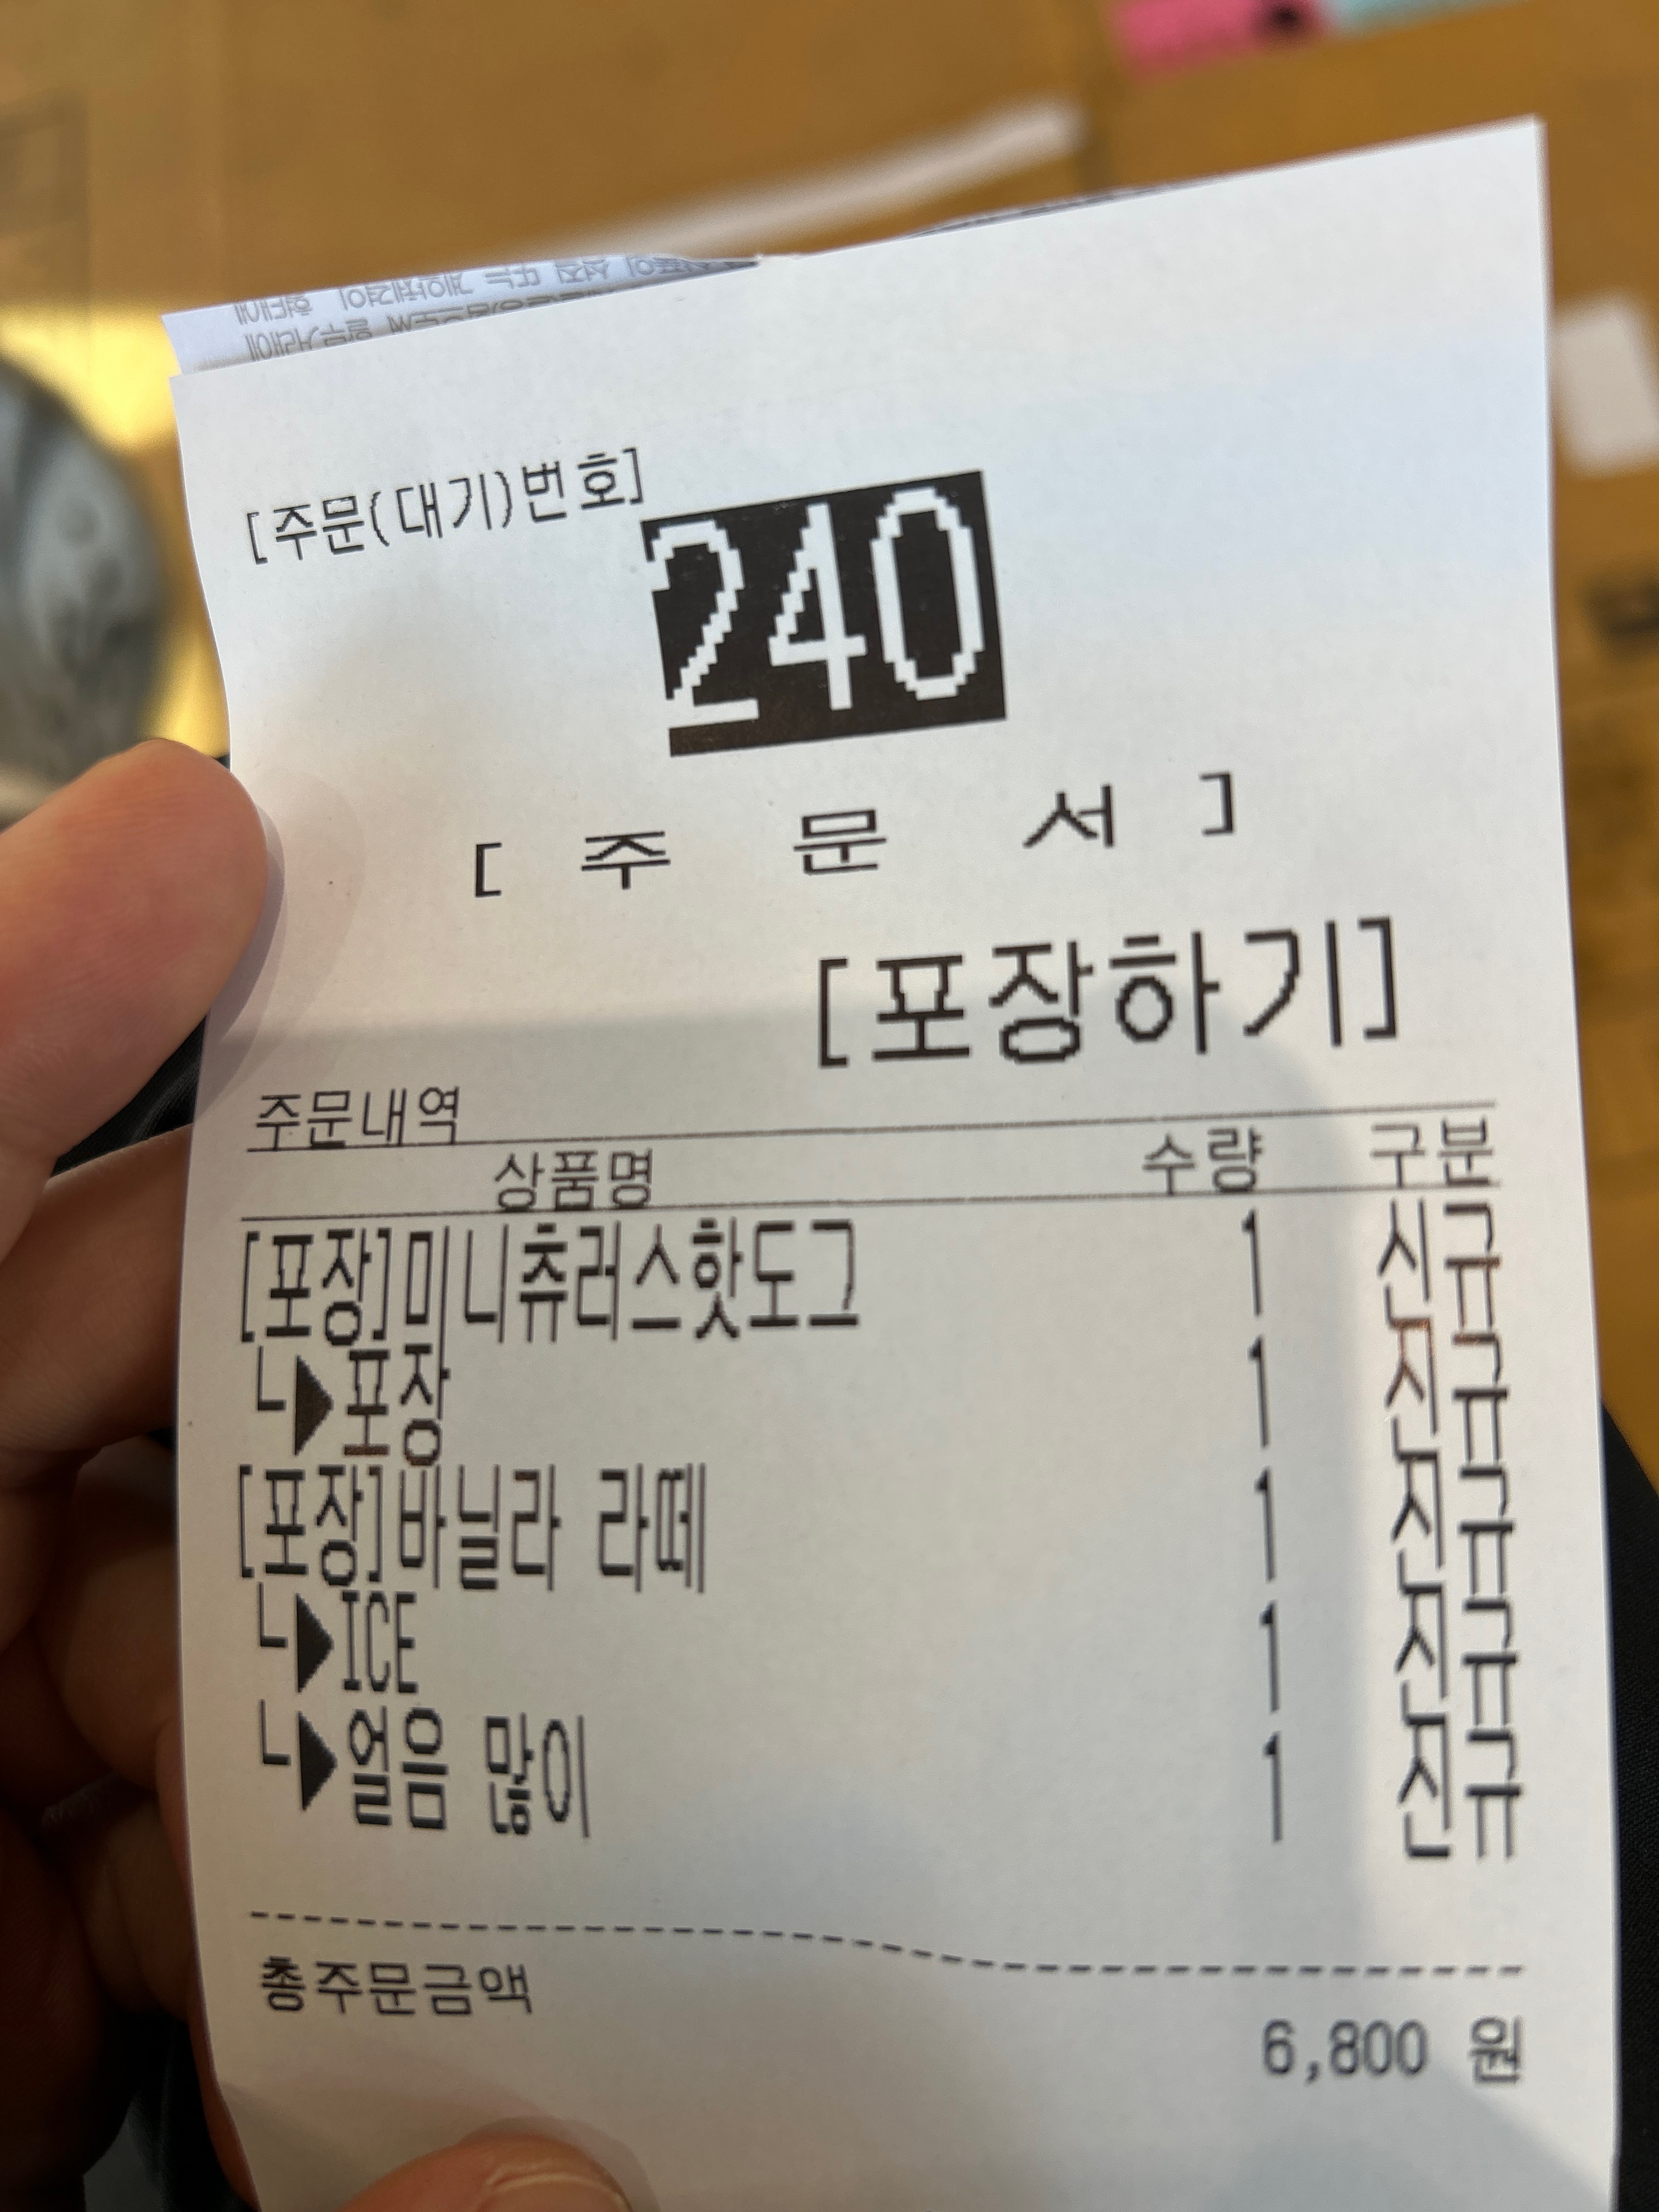 [주문(대기)번호]
240
[ 주 문 서 ]
[포장하기]
주문내역
상품명 수량 구분
[포장]미니츄러스핫도그 1 신규
┗▶포장 1 신규
[포장]바닐라 라떼 1 신규
┗▶ICE 1 신규
┗▶얼음 많이 1 신규
총주문금액
6,800 원